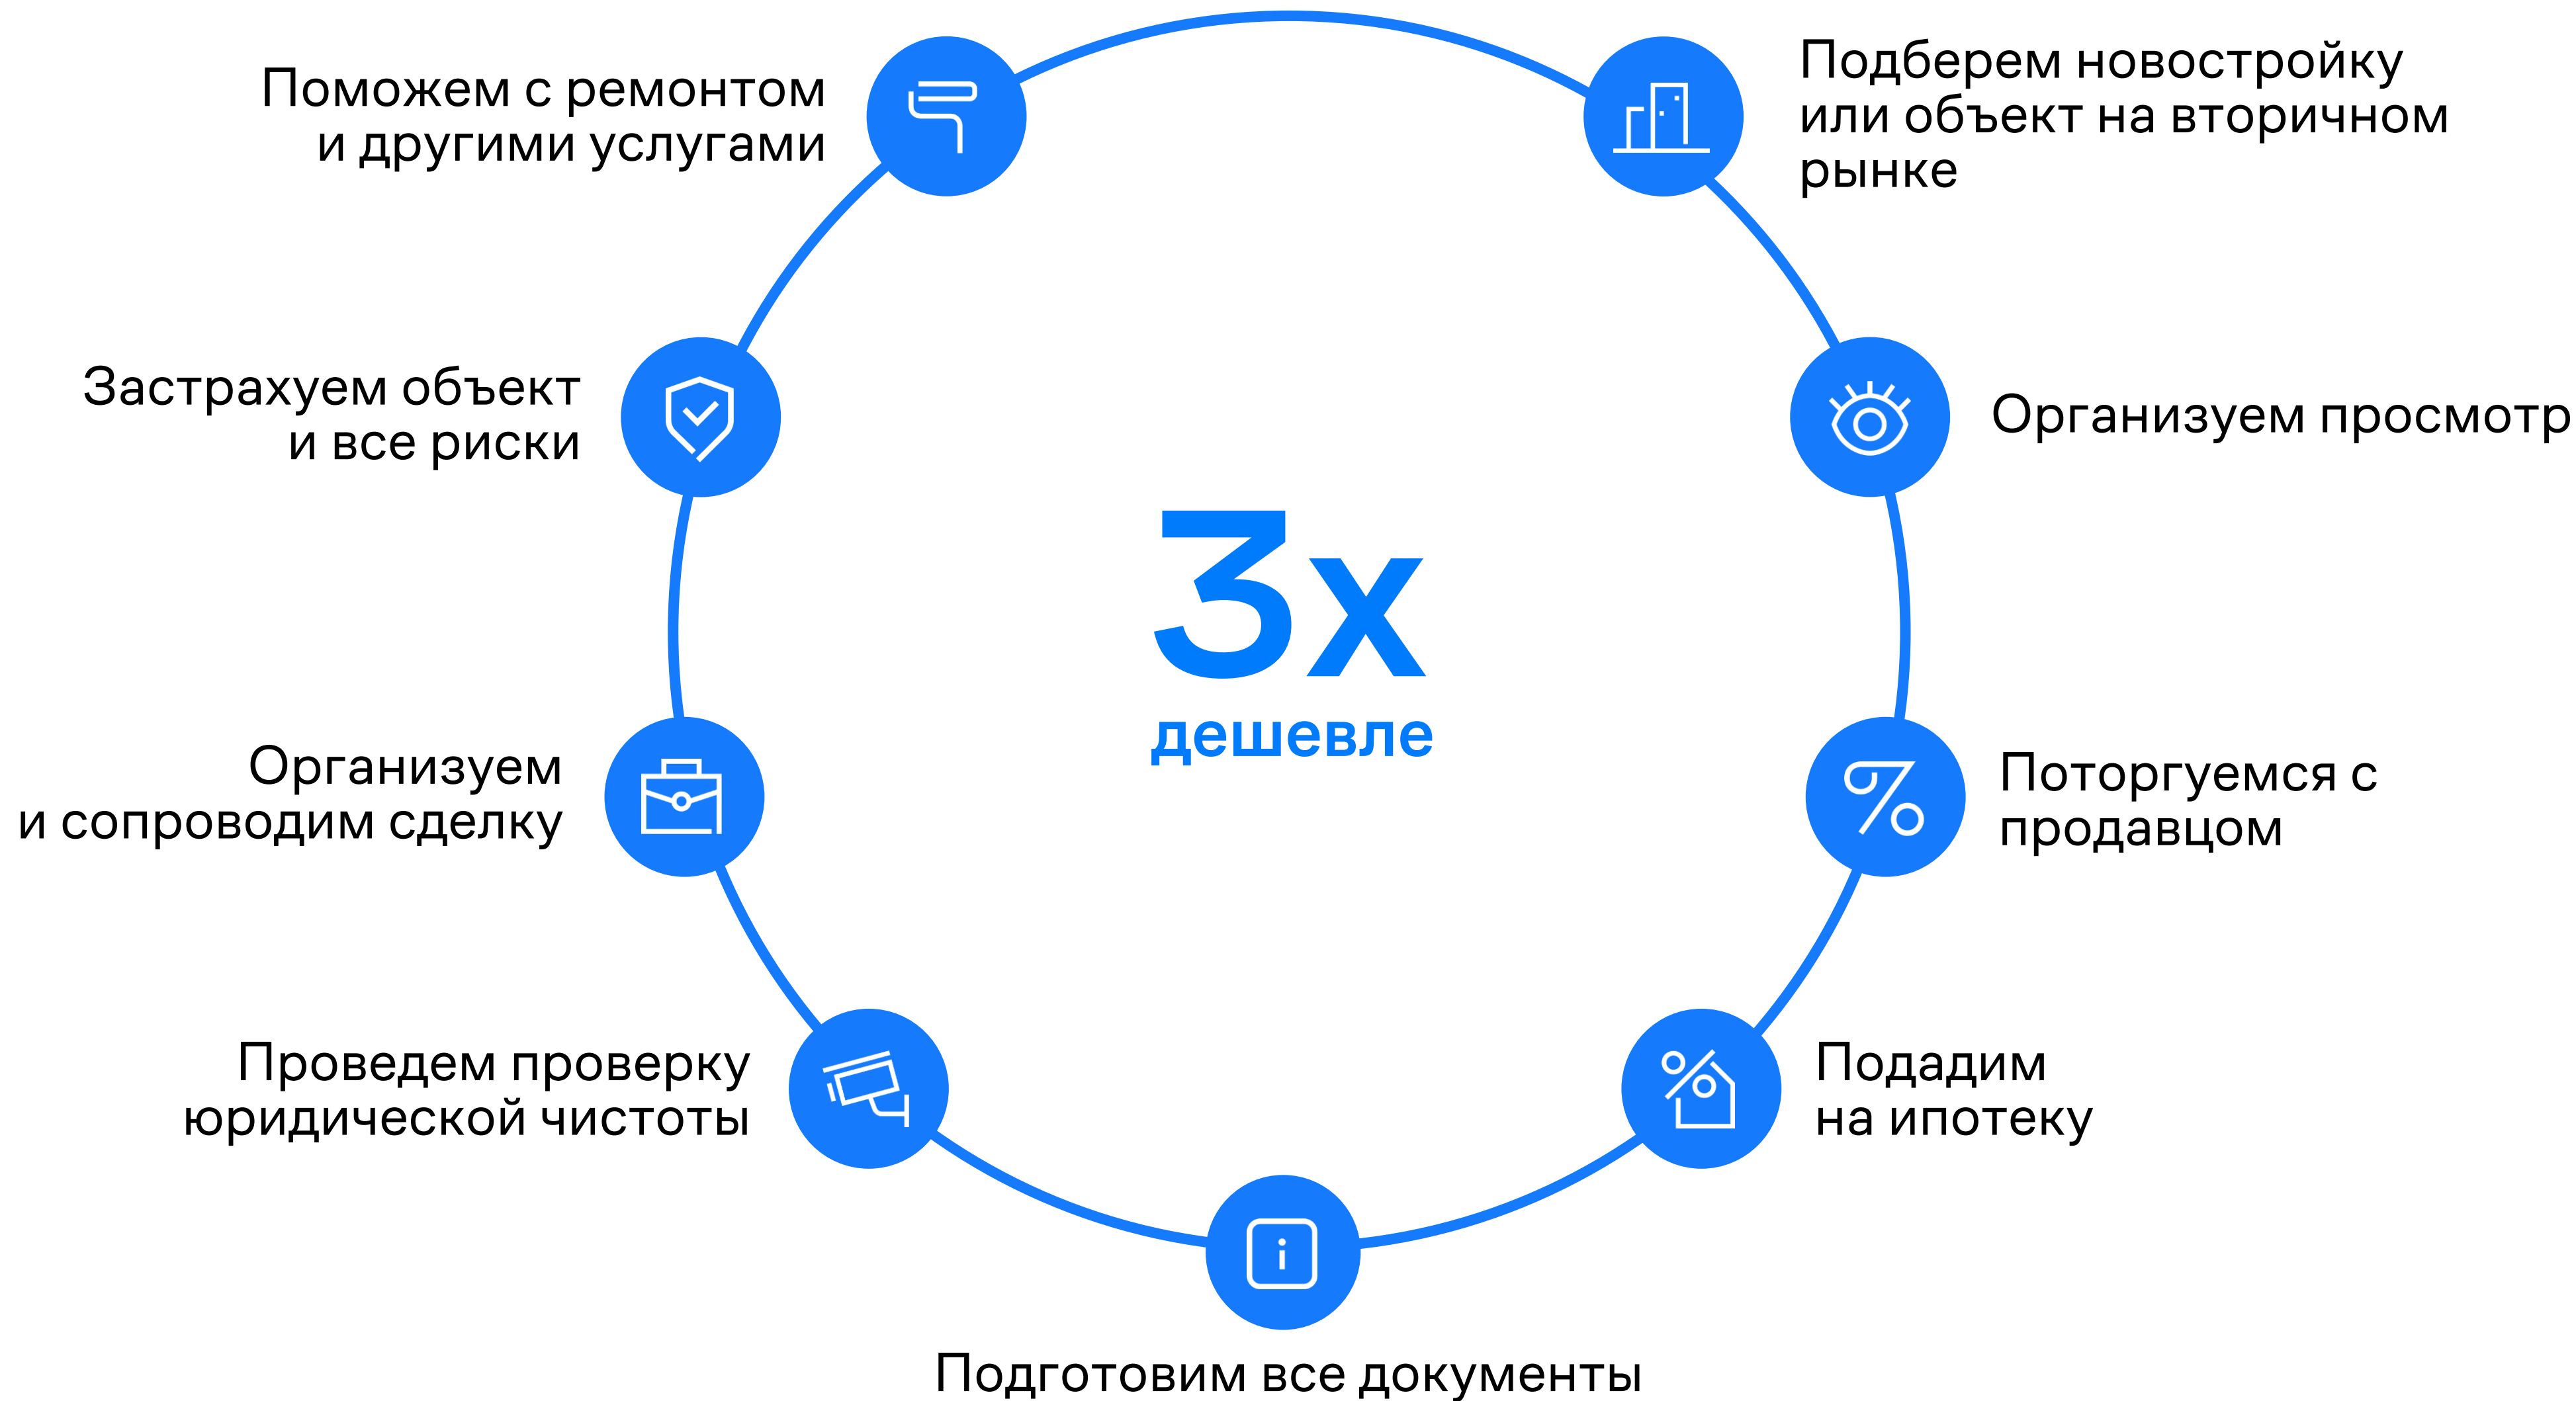 Поможем с ремонтом
и другими услугами
Подберем новостройку
или объект на вторичном
рынке
Застрахуем объект
и все риски
Организуем просмотр
3x
дешевле
Организуем
и сопроводим сделку
Поторгуемся с
продавцом
Проведем проверку
юридической чистоты
Подадим
на ипотеку
Подготовим все документы